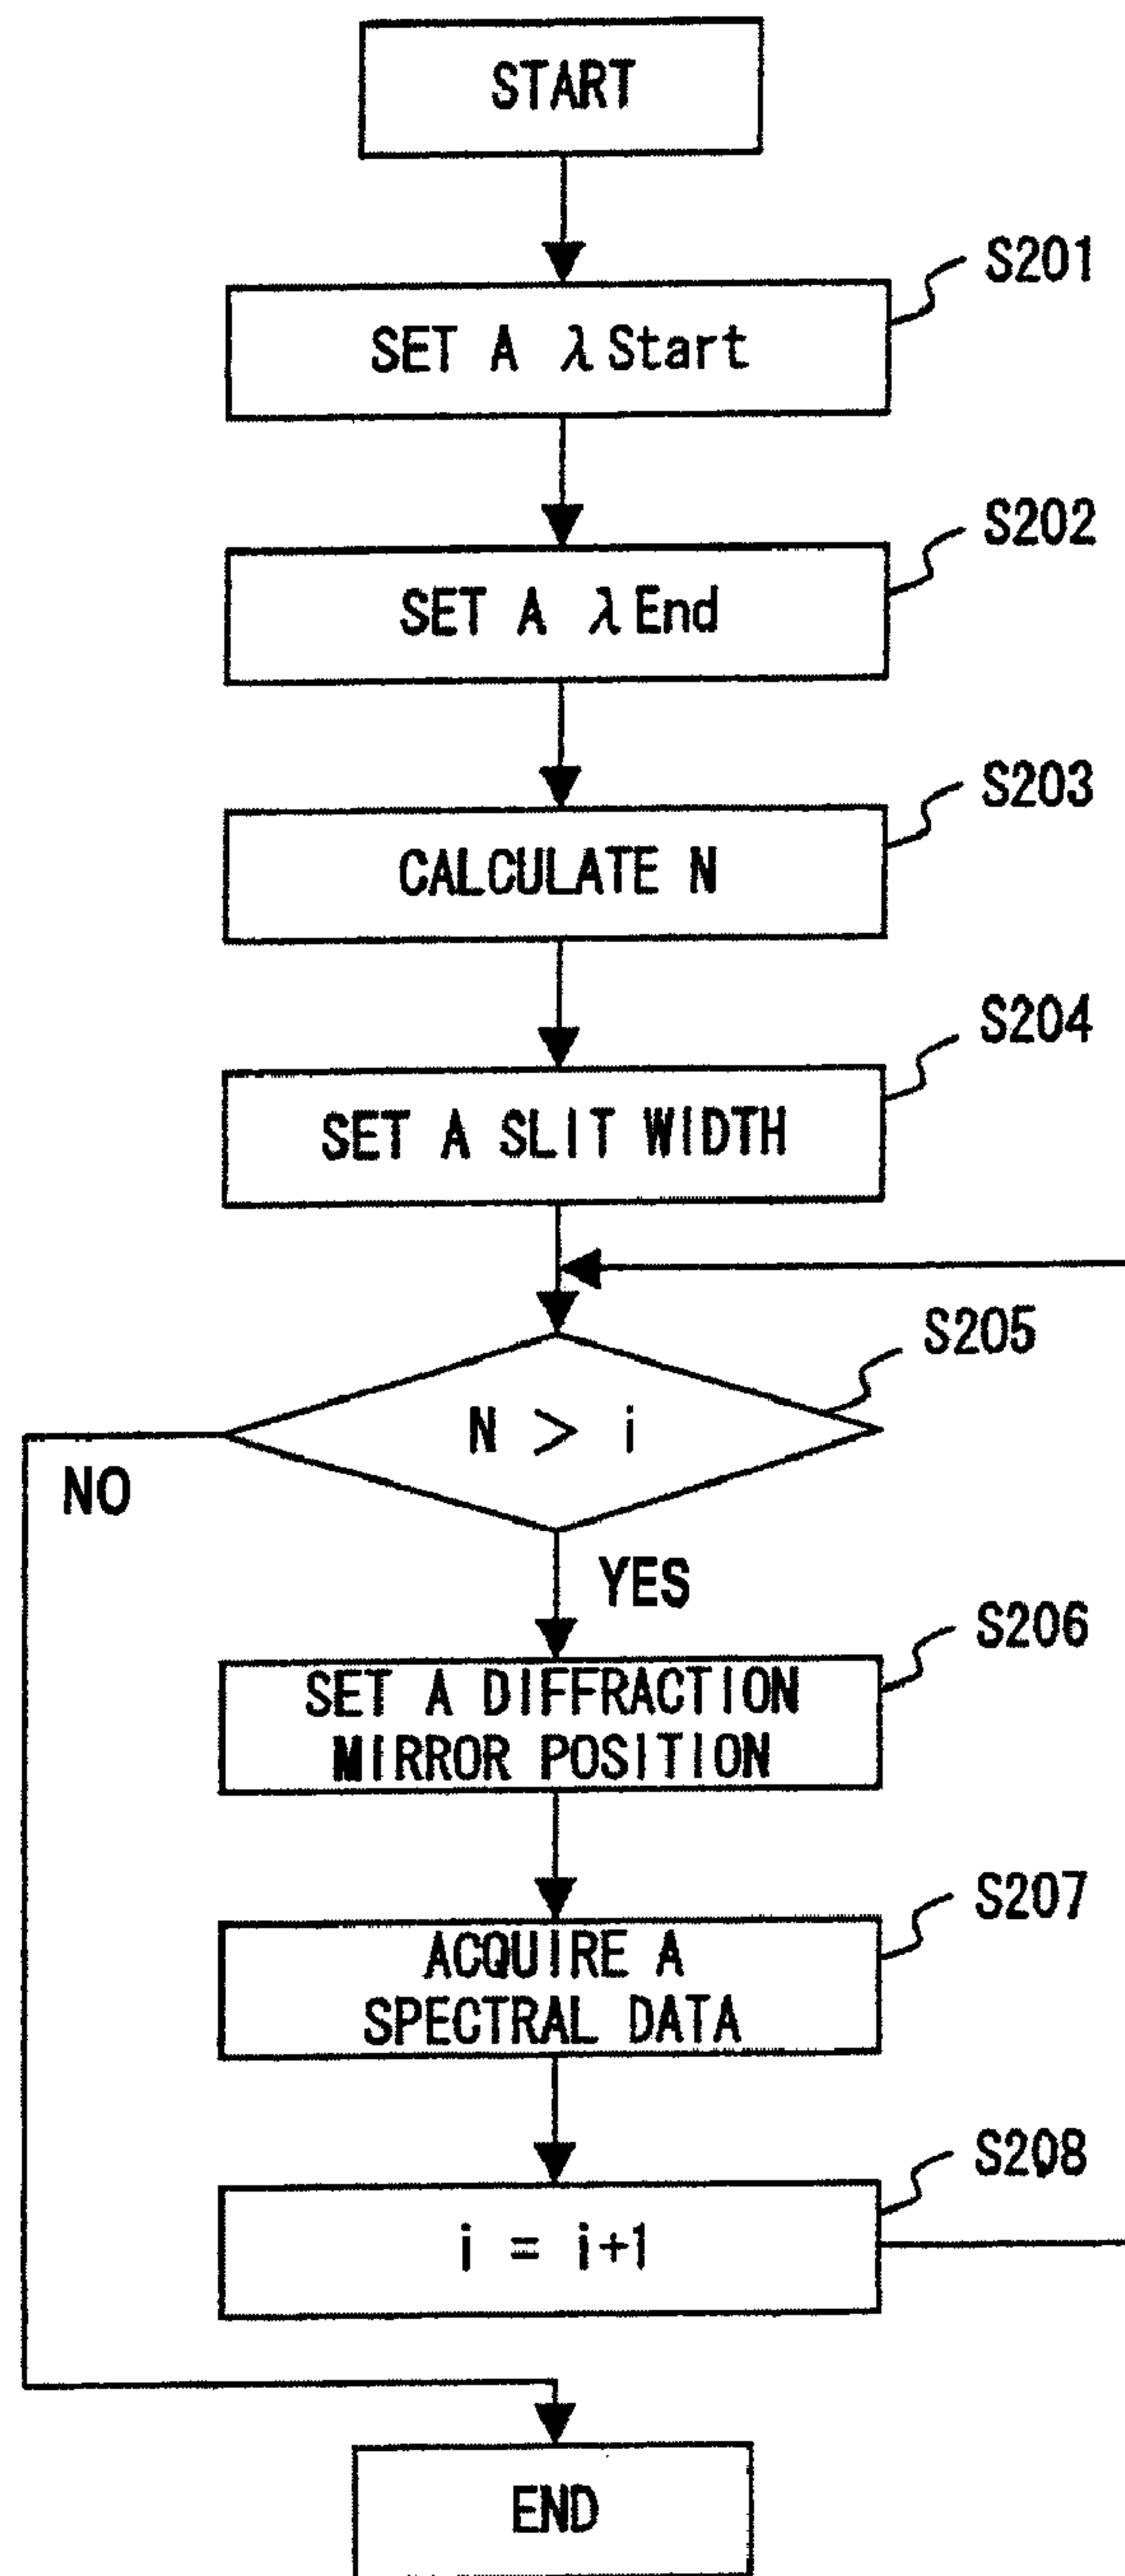 START
S201
SET A λStart
S202
SET A λEnd
S203
CALCULATE N
S204
SET A SLIT WIDTH
S205
N > i
NO
YES
S206
SET A DIFFRACTION
MIRROR POSITION
S207
ACQUIRE A
SPECTRAL DATA
S208
i = i+1
END